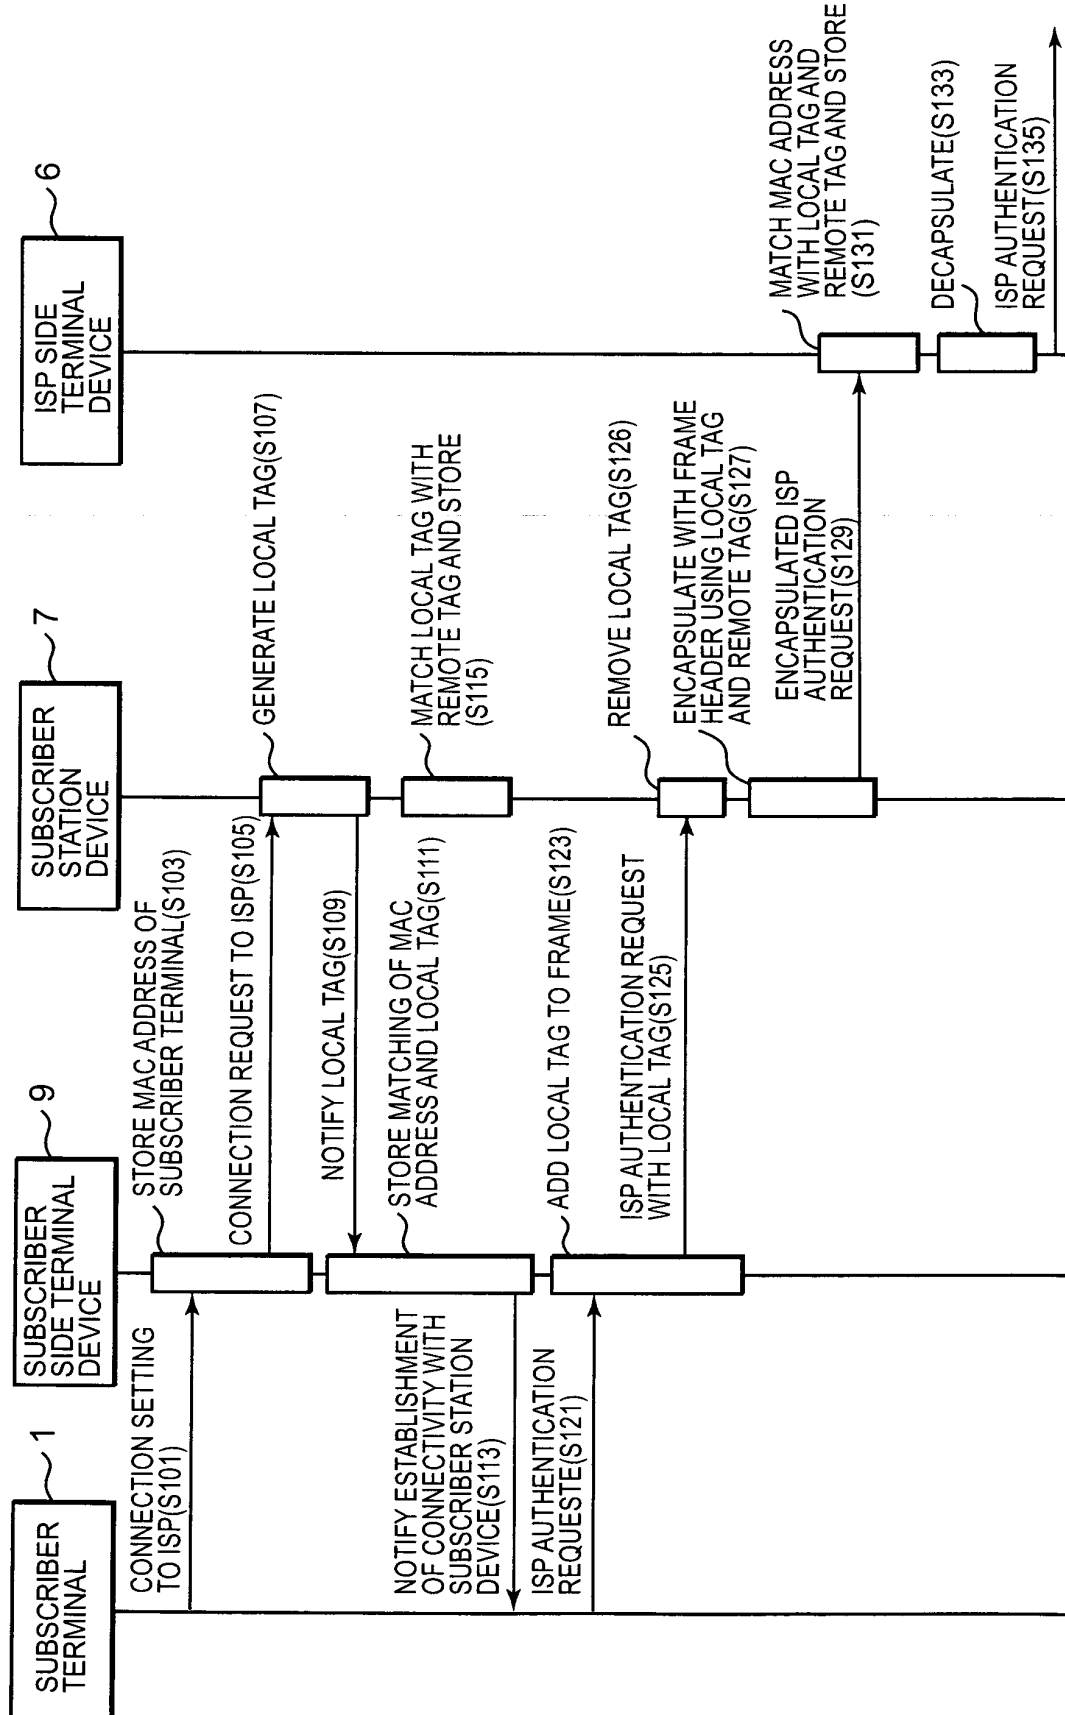 SUBSCRIBER
TERMINAL
1
SUBSCRIBER
SIDE TERMINAL
DEVICE
9
SUBSCRIBER
STATION
DEVICE
7
ISP SIDE
TERMINAL
DEVICE
6
CONNECTION SETTING
TO ISP(S101)
STORE MAC ADDRESS OF
SUBSCRIBER TERMINAL(S103)
CONNECTION REQUEST TO ISP(S105)
GENERATE LOCAL TAG(S107)
NOTIFY LOCAL TAG(S109)
STORE MATCHING OF MAC
ADDRESS AND LOCAL TAG(S111)
NOTIFY ESTABLISHMENT
OF CONNECTIVITY WITH
SUBSCRIBER STATION
DEVICE(S113)
MATCH LOCAL TAG WITH
REMOTE TAG AND STORE
(S115)
ISP AUTHENTICATION
REQUESTE(S121)
ADD LOCAL TAG TO FRAME(S123)
ISP AUTHENTICATION REQUEST
WITH LOCAL TAG(S125)
REMOVE LOCAL TAG(S126)
ENCAPSULATE WITH FRAME
HEADER USING LOCAL TAG
AND REMOTE TAG(S127)
ENCAPSULATED ISP
AUTHENTICATION
REQUEST(S129)
MATCH MAC ADDRESS
WITH LOCAL TAG AND
REMOTE TAG AND STORE
(S131)
DECAPSULATE(S133)
ISP AUTHENTICATION
REQUEST(S135)